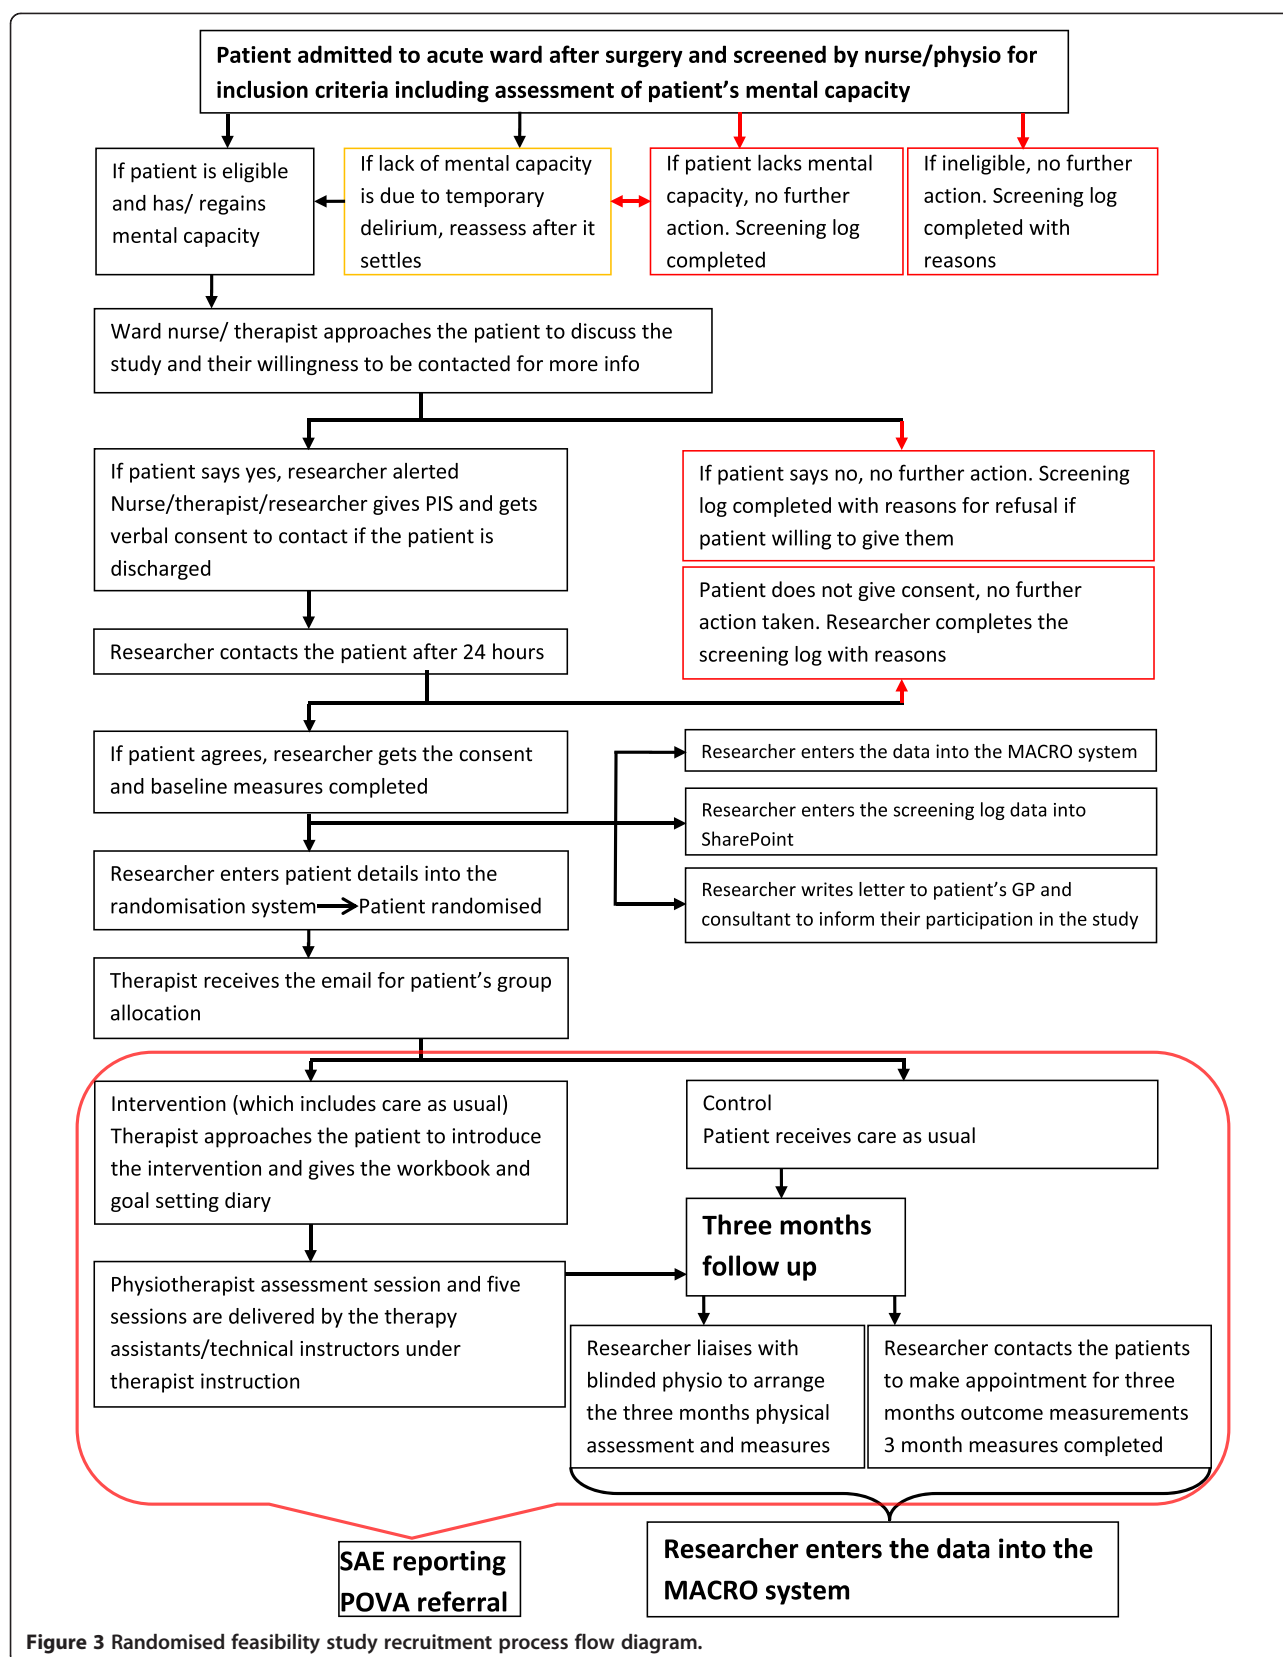 Patient admitted to acute ward after surgery and screened by nurse/physio for
inclusion criteria including assessment of patient's mental capacity
If patient is eligible
and has/ regains
mental capacity
If lack of mental capacity
is due to temporary
delirium, reassess after it
settles
If patient lacks mental
capacity, no further
action. Screening log
completed
If ineligible, no further
action. Screening log
completed with
reasons
Ward nurse/ therapist approaches the patient to discuss the
study and their willingness to be contacted for more info
If patient says yes, researcher alerted
Nurse/therapist/researcher gives PIS and gets
verbal consent to contact if the patient is
discharged
If patient says no, no further action. Screening
log completed with reasons for refusal if
patient willing to give them
Patient does not give consent, no further
action taken. Researcher completes the
screening log with reasons
Researcher contacts the patient after 24 hours
If patient agrees, researcher gets the consent
and baseline measures completed
Researcher enters the data into the MACRO system
Researcher enters the screening log data into
SharePoint
Researcher writes letter to patient's GP and
consultant to inform their participation in the study
Researcher enters patient details into the
randomisation system Patient randomised
Therapist receives the email for patient's group
allocation
Intervention (which includes care as usual)
Therapist approaches the patient to introduce
the intervention and gives the workbook and
goal setting diary
Control
Patient receives care as usual
Three months
follow up
Physiotherapist assessment session and five
sessions are delivered by the therapy
assistants/technical instructors under
therapist instruction
Researcher liaises with
blinded physio to arrange
the three months physical
assessment and measures
Researcher contacts the patients
to make appointment for three
months outcome measurements
3 month measures completed
SAE reporting
POVA referral
Researcher enters the data into the
MACRO system
Figure 3 Randomised feasibility study recruitment process flow diagram.